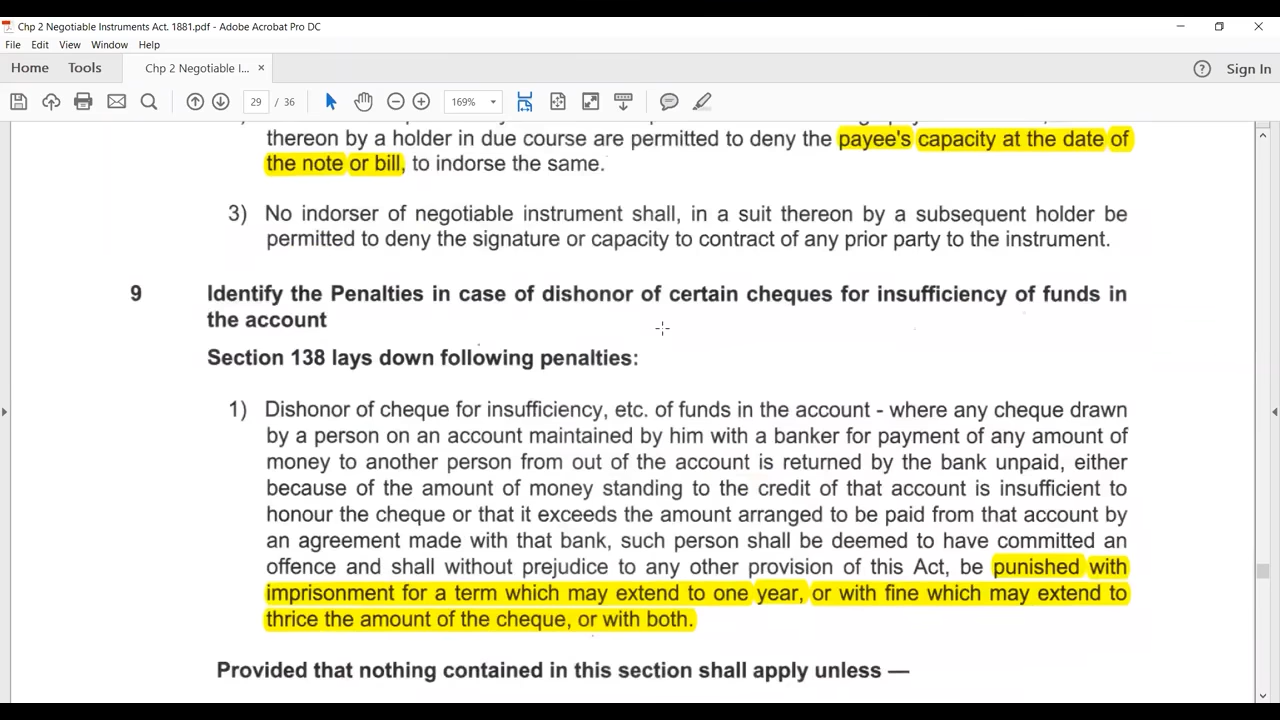 Chp 2 Negotiable Instruments Act. 1881.pdf - Adobe Acrobat Pro DC
File Edit View Window Help
Home Tools Chp 2 Negotiable I... × Sign In
29 / 36 169%
thereon by a holder in due course are permitted to deny the payee's capacity at the date of
the note or bill, to indorse the same.
3) No indorser of negotiable instrument shall, in a suit thereon by a subsequent holder be
permitted to deny the signature or capacity to contract of any prior party to the instrument.
9 Identify the Penalties in case of dishonor of certain cheques for insufficiency of funds in
the account
Section 138 lays down following penalties:
1) Dishonor of cheque for insufficiency, etc. of funds in the account - where any cheque drawn
by a person on an account maintained by him with a banker for payment of any amount of
money to another person from out of the account is returned by the bank unpaid, either
because of the amount of money standing to the credit of that account is insufficient to
honour the cheque or that it exceeds the amount arranged to be paid from that account by
an agreement made with that bank, such person shall be deemed to have committed an
offence and shall without prejudice to any other provision of this Act, be punished with
imprisonment for a term which may extend to one year, or with fine which may extend to
thrice the amount of the cheque, or with both.
Provided that nothing contained in this section shall apply unless —